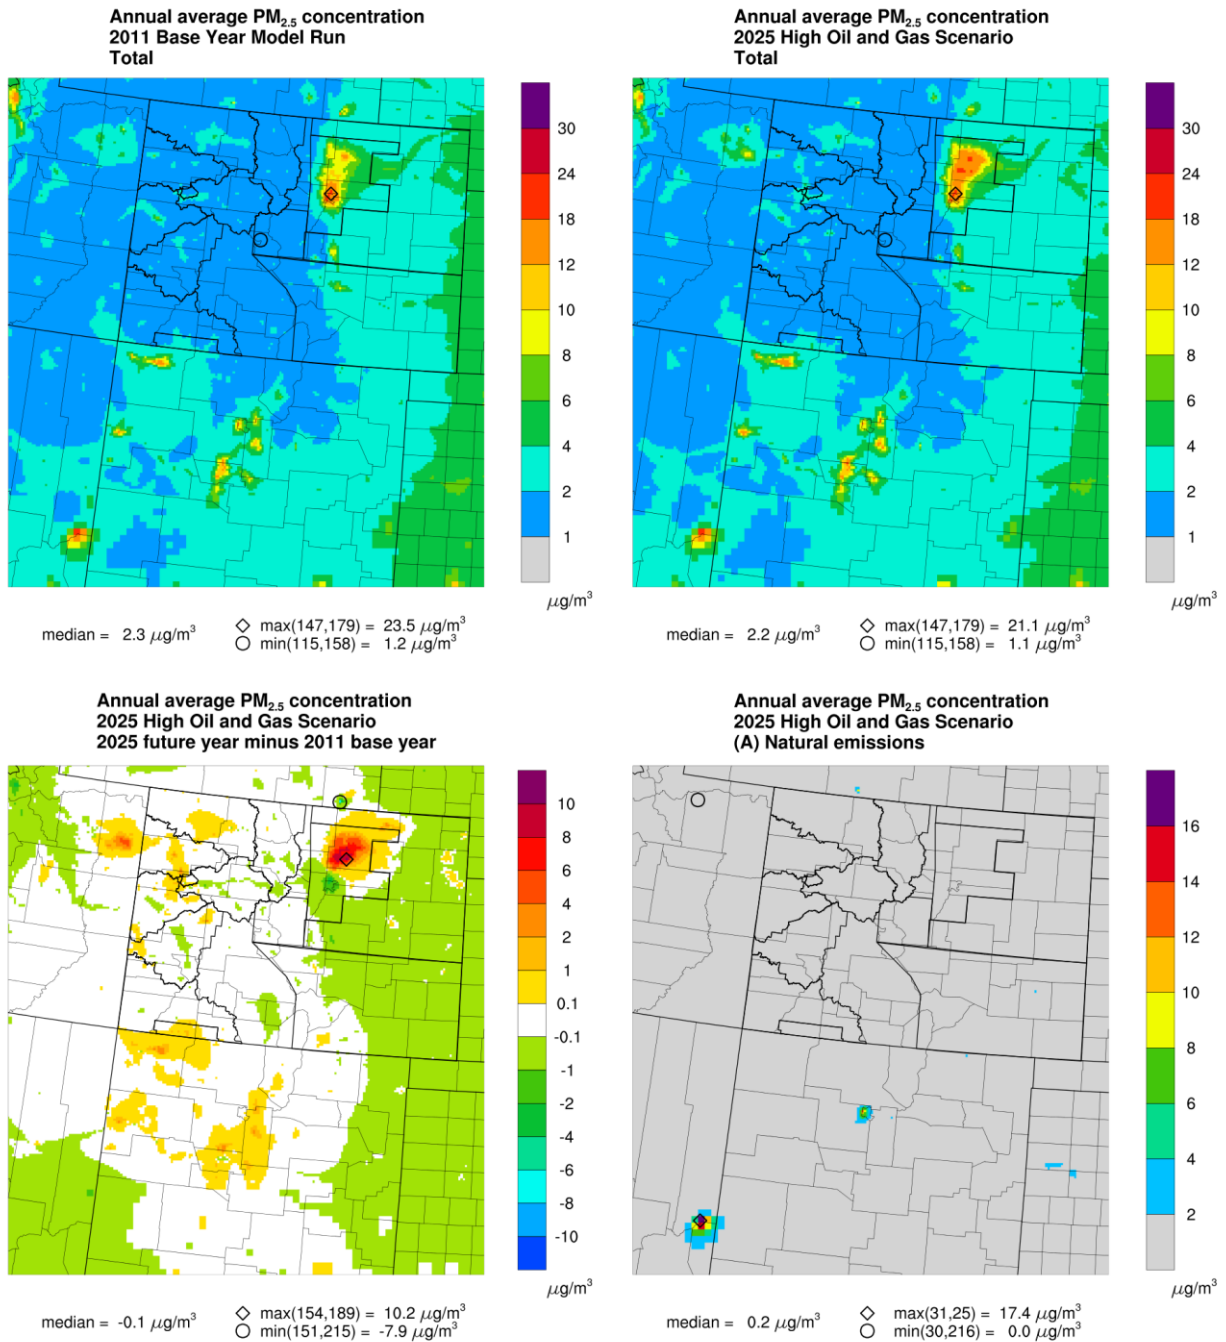 Annual average PM2.5 concentration
2011 Base Year Model Run
Total
30
24
18
12
10
8
6
4
2
1
μg/m3
median = 2.3 μg/m3
max(147,179) = 23.5 μg/m3
min(115,158) = 1.2 μg/m3
Annual average PM2.5 concentration
2025 High Oil and Gas Scenario
Total
30
24
18
12
10
8
6
4
2
1
μg/m3
median = 2.2 μg/m3
max(147,179) = 21.1 μg/m3
min(115,158) = 1.1 μg/m3
Annual average PM2.5 concentration
2025 High Oil and Gas Scenario
2025 future year minus 2011 base year
10
8
6
4
2
1
0.1
-0.1
-1
-2
-4
-6
-8
-10
μg/m3
median = -0.1 μg/m3
max(154,189) = 10.2 μg/m3
min(151,215) = -7.9 μg/m3
Annual average PM2.5 concentration
2025 High Oil and Gas Scenario
(A) Natural emissions
16
14
12
10
8
6
4
2
μg/m3
median = 0.2 μg/m3
max(31,25) = 17.4 μg/m3
min(30,216) = 0.0 μg/m3